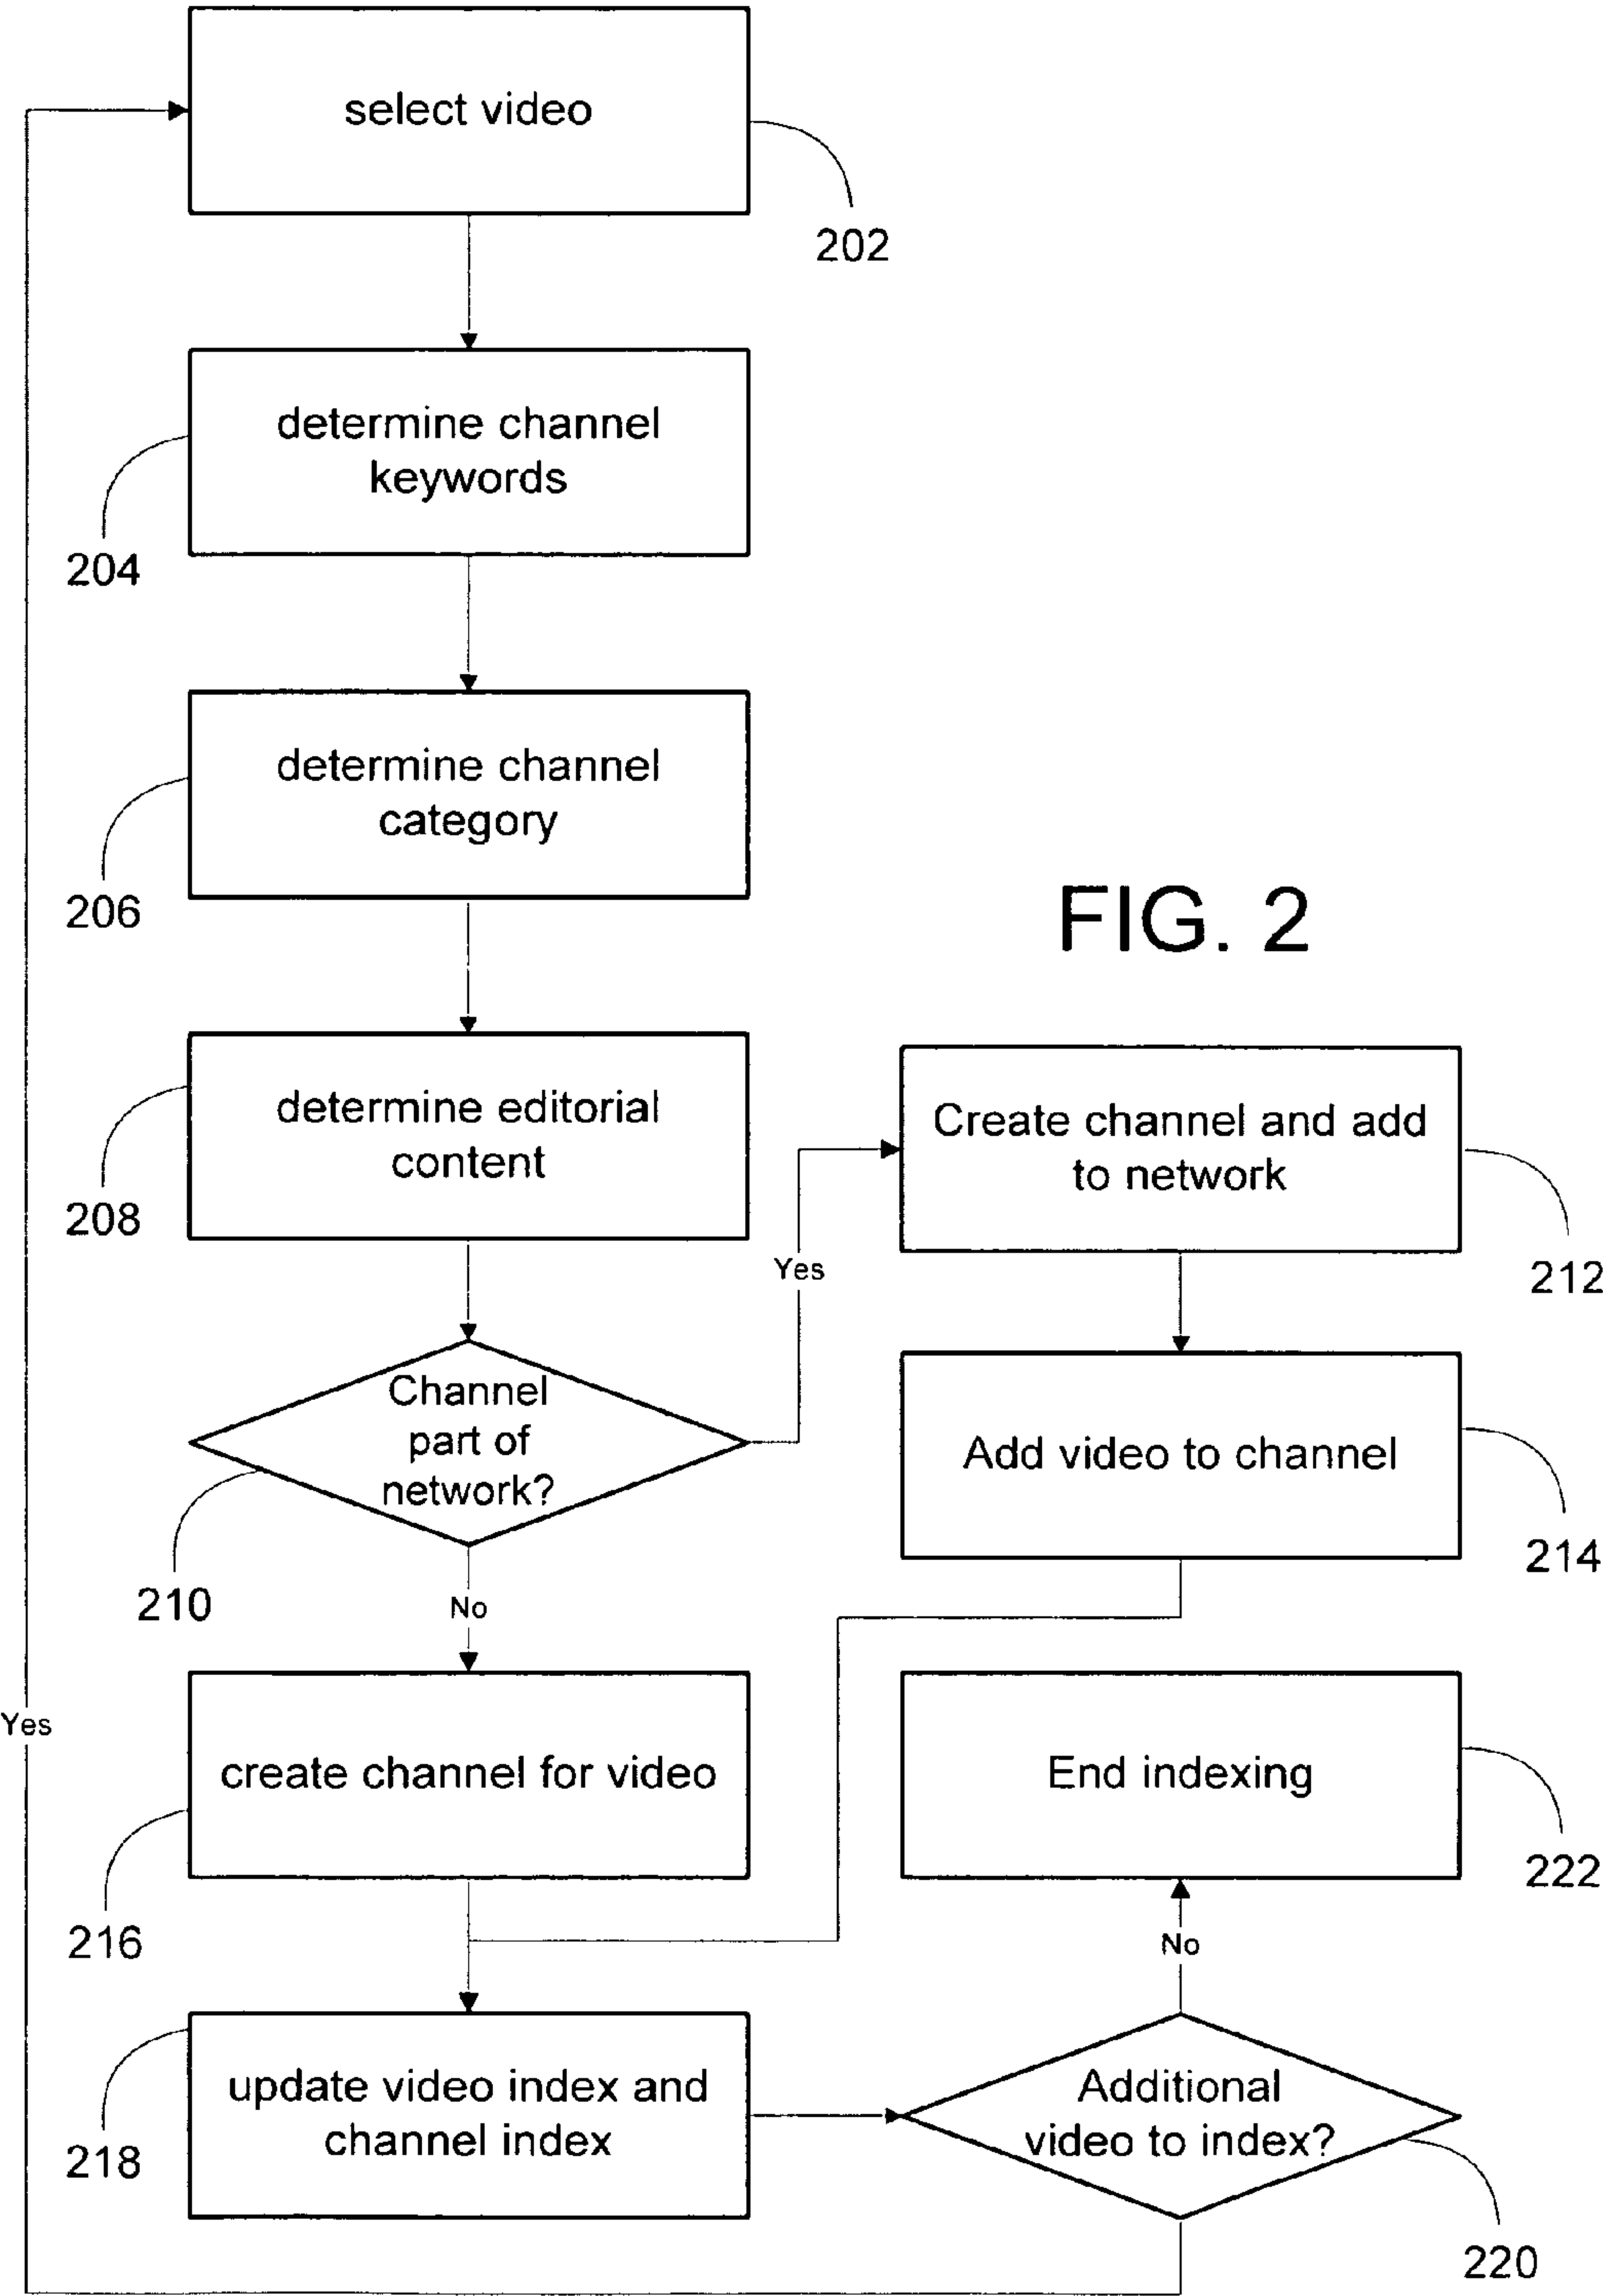 select video
202
determine channel
keywords
204
determine channel
category
206
FIG. 2
determine editorial
content
208
Create channel and add
to network
212
Yes
Channel
part of
network?
210
Add video to channel
214
No
Yes
create channel for video
216
End indexing
222
No
update video index and
channel index
218
Additional
video to index?
220